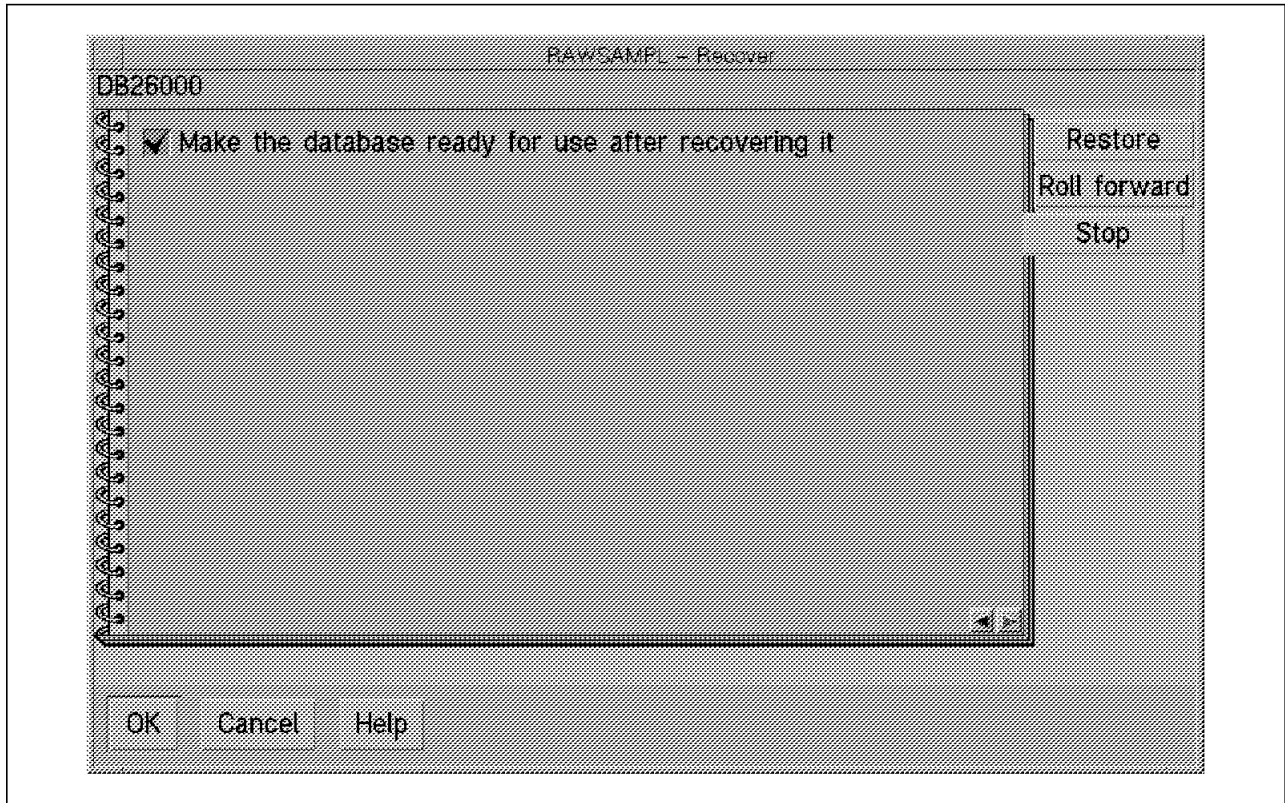 RAWSAMPL – Recover
DB26000
Make the database ready for use after recovering it
Restore
Roll forward
Stop
OK Cancel Help